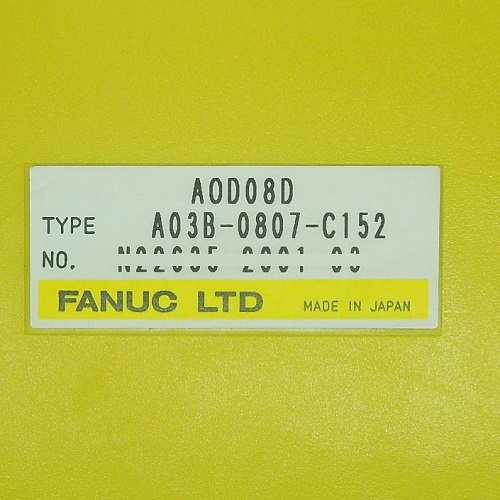 AOD08D
TYPE A03B-0807-C152
NO.
FANUC LTD MADE IN JAPAN